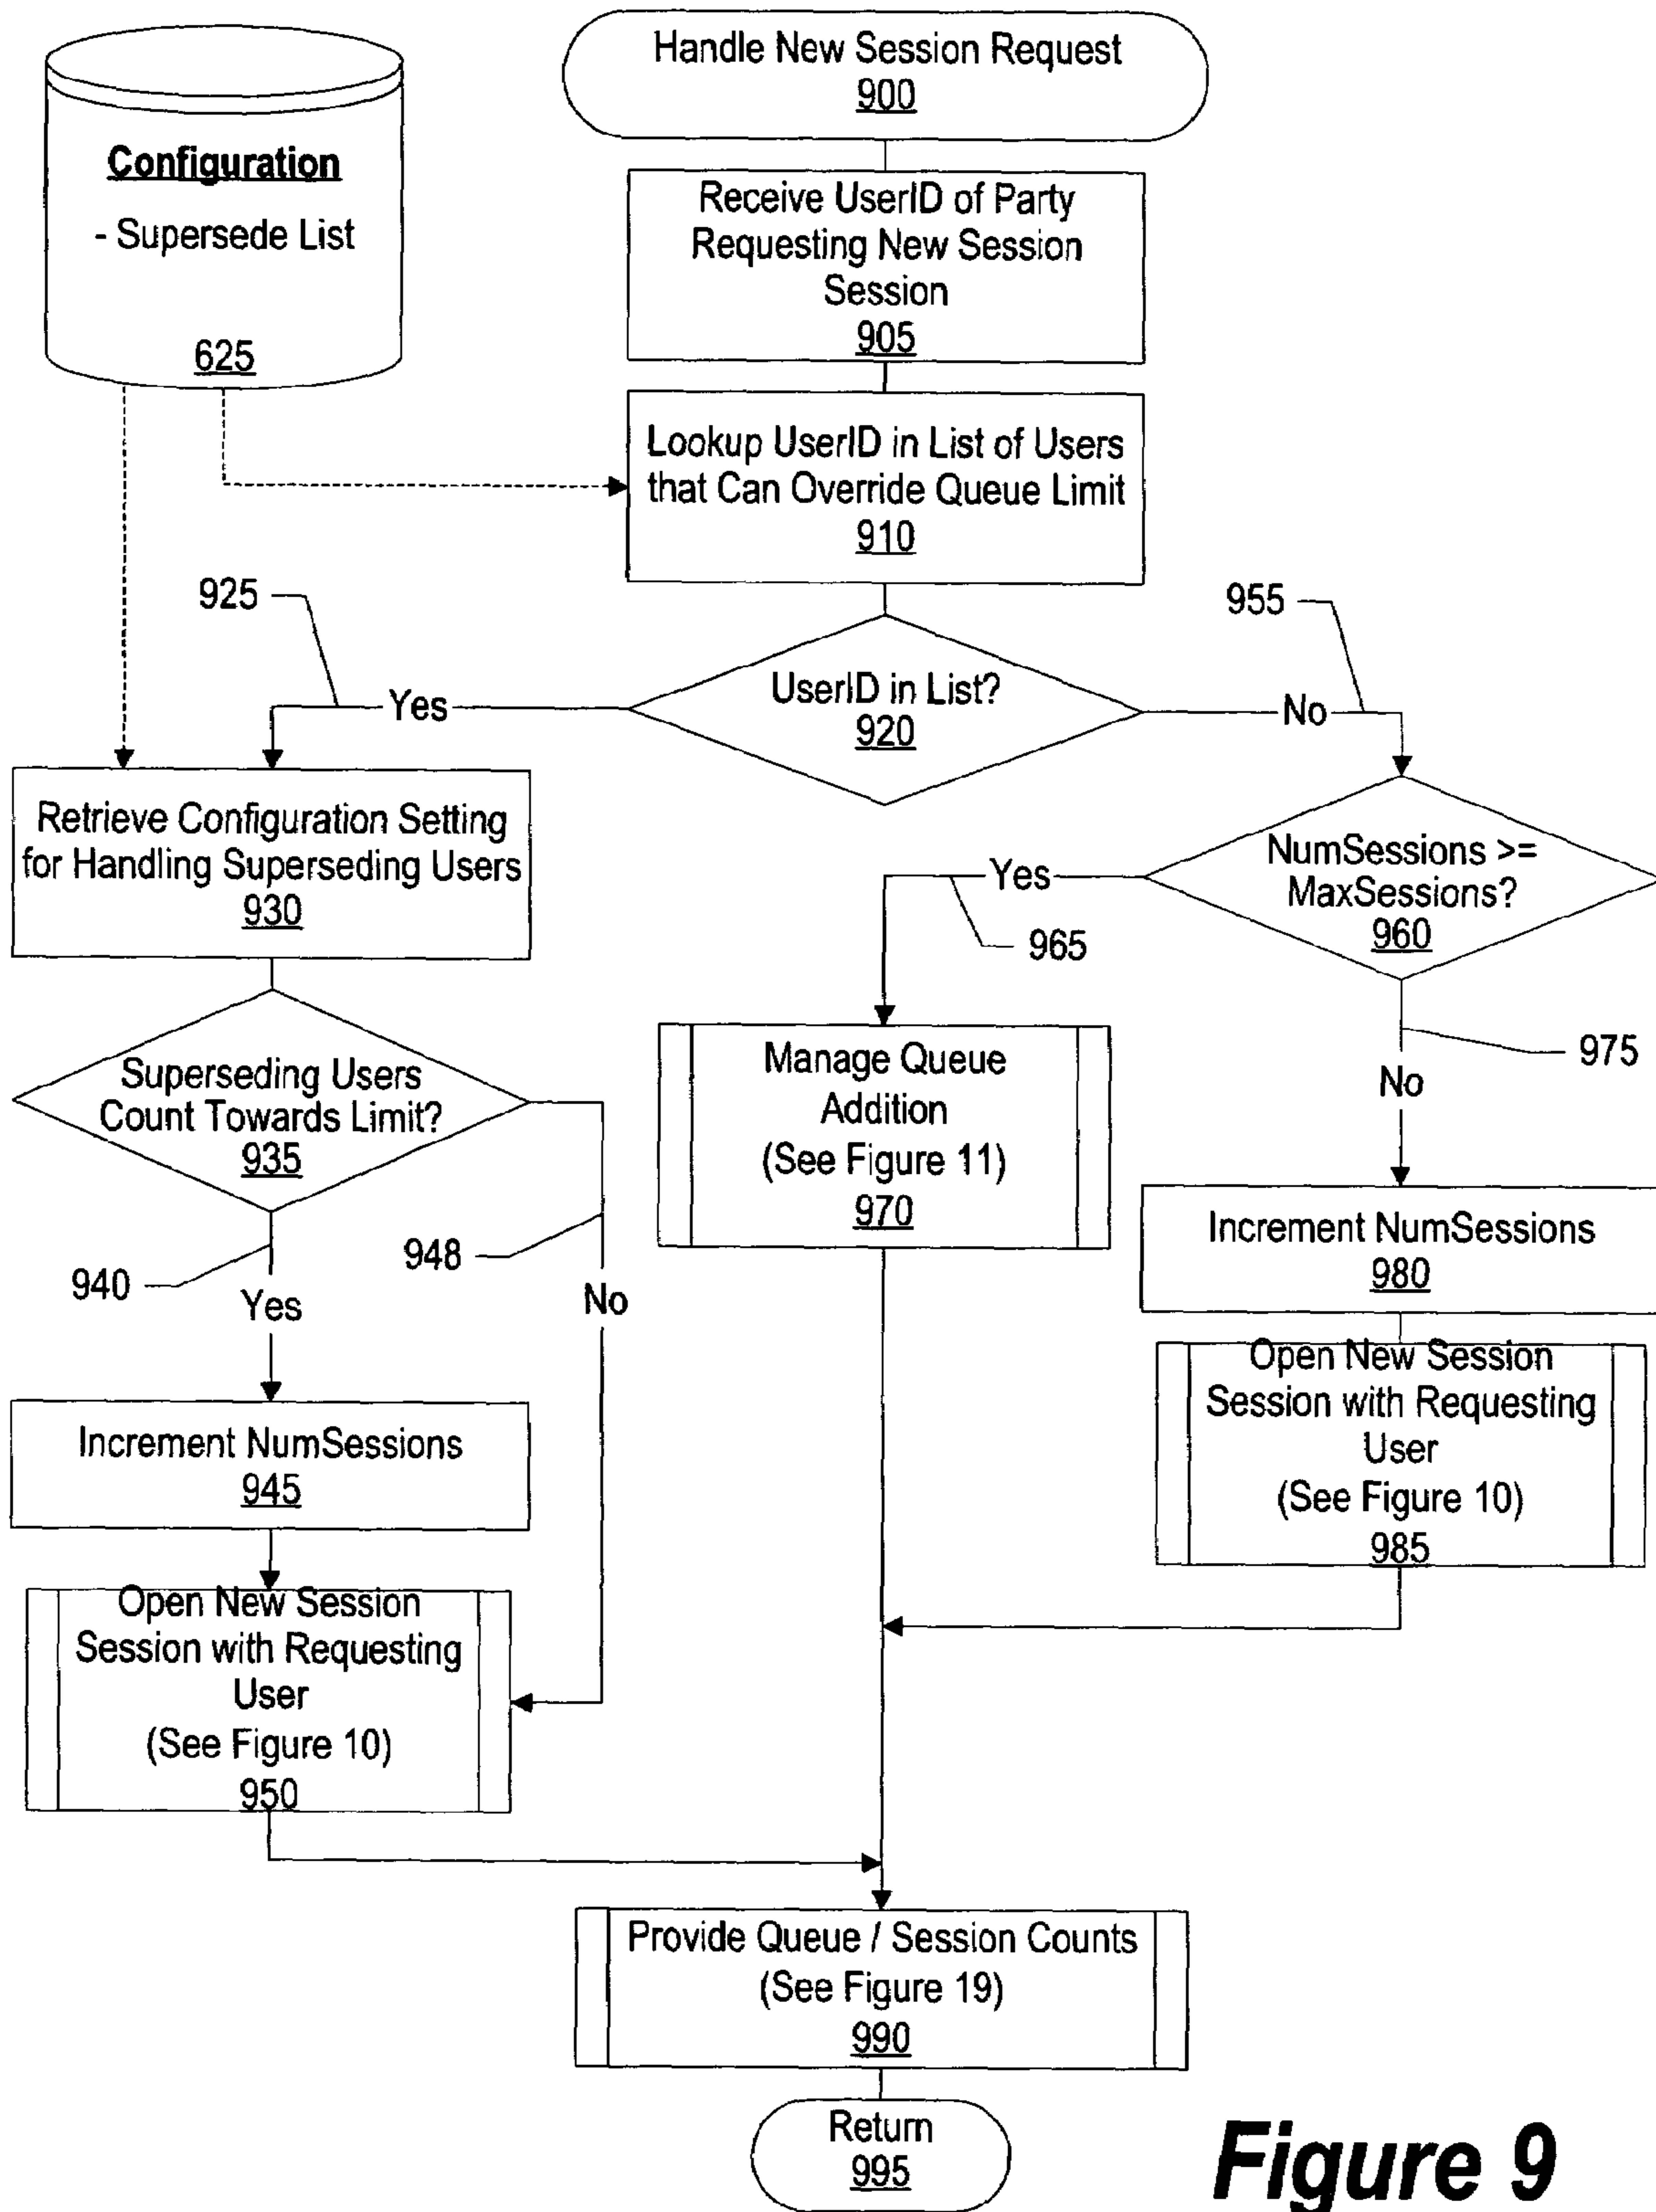 Handle New Session Request
900
Configuration
- Supersede List
625
Receive UserID of Party
Requesting New Session
Session
905
Lookup UserID in List of Users
that Can Override Queue Limit
910
925
955
UserID in List?
920
Yes
No
Retrieve Configuration Setting
for Handling Superseding Users
930
NumSessions >=
MaxSessions?
960
Yes
965
975
No
Superseding Users
Count Towards Limit?
935
Manage Queue
Addition
(See Figure 11)
970
940
948
Yes
No
Increment NumSessions
980
Open New Session
Session with Requesting
User
(See Figure 10)
985
Increment NumSessions
945
Open New Session
Session with Requesting
User
(See Figure 10)
950
Provide Queue / Session Counts
(See Figure 19)
990
Return
995
Figure 9